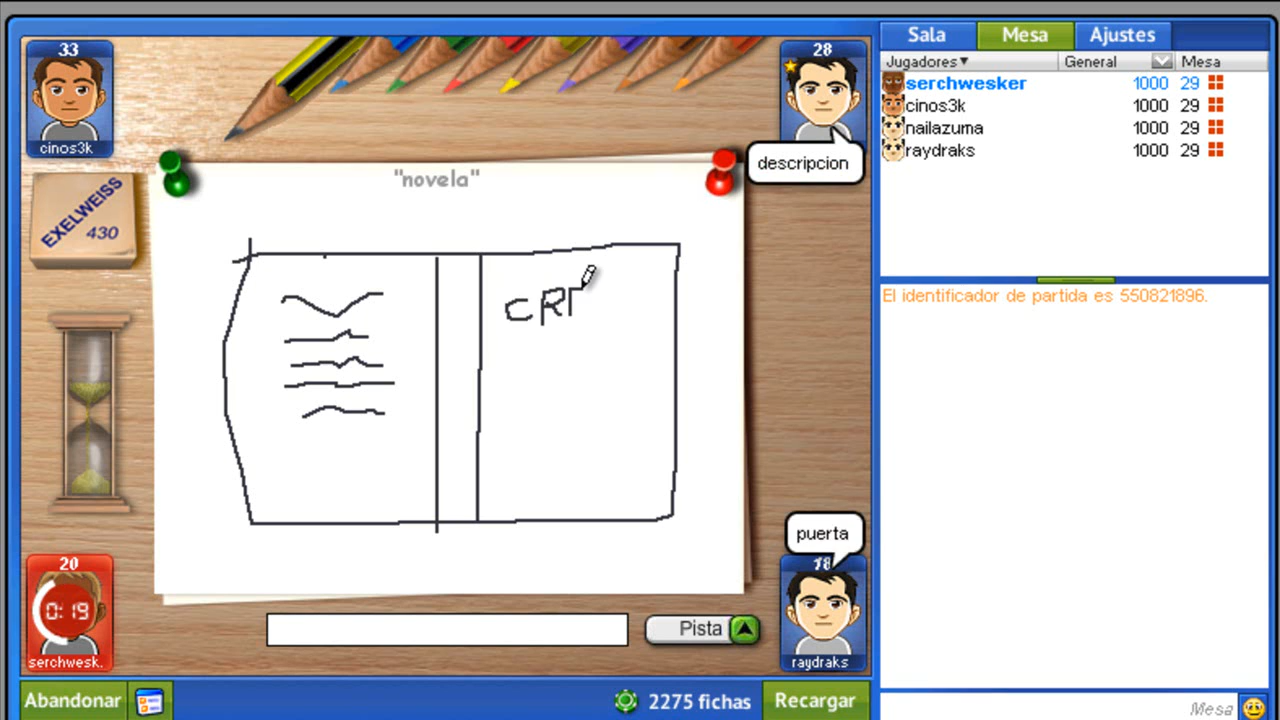 33
cinos3k
28
descripcion
EXELWEISS
430
"novela"
CRI
puerta
20
0:19
serchwesk.
18
raydraks
Pista
Abandonar
2275 fichas
Recargar
Sala Mesa Ajustes
Jugadores General Mesa
serchwesker 1000 29
cinos3k 1000 29
nailazuma 1000 29
raydraks 1000 29
El identificador de partida es 550821896.
Mesa